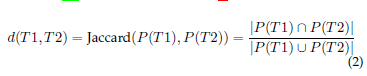 d(T1, T2) = Jaccard(P(T1), P(T2)) = |P(T1) ∩ P(T2)| / |P(T1) ∪ P(T2)|
(2)